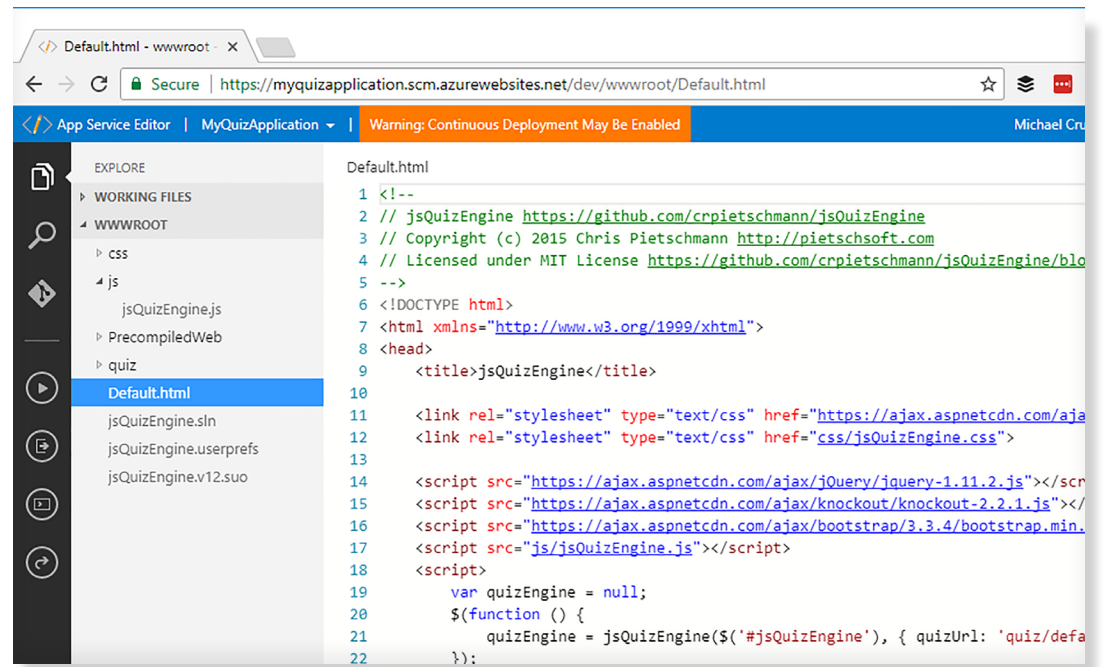 Default.html - wwwroot -
Secure | https://myquizapplication.scm.azurewebsites.net/dev/wwwroot/Default.html
</> App Service Editor | MyQuizApplication | Warning: Continuous Deployment May Be Enabled Michael Cru
EXPLORE
WORKING FILES
WWWROOT
css
js
jsQuizEngine.js
PrecompiledWeb
quiz
Default.html
jsQuizEngine.sln
jsQuizEngine.userprefs
jsQuizEngine.v12.suo
Default.html
1 <!--
2 // jsQuizEngine https://github.com/crpietschmann/jsQuizEngine
3 // Copyright (c) 2015 Chris Pietschmann http://pietschsoft.com
4 // Licensed under MIT License https://github.com/crpietschmann/jsQuizEngine/blo
5 -->
6 <!DOCTYPE html>
7 <html xmlns="http://www.w3.org/1999/xhtml">
8 <head>
9     <title>jsQuizEngine</title>
10
11     <link rel="stylesheet" type="text/css" href="https://ajax.aspnetcdn.com/aja
12     <link rel="stylesheet" type="text/css" href="css/jsQuizEngine.css">
13
14     <script src="https://ajax.aspnetcdn.com/ajax/jQuery/jquery-1.11.2.js"></scr
15     <script src="https://ajax.aspnetcdn.com/ajax/knockout/knockout-2.2.1.js"></
16     <script src="https://ajax.aspnetcdn.com/ajax/bootstrap/3.3.4/bootstrap.min.
17     <script src="js/jsQuizEngine.js"></script>
18     <script>
19         var quizEngine = null;
20         $(function () {
21             quizEngine = jsQuizEngine($('#jsQuizEngine'), { quizUrl: 'quiz/defa
22         });